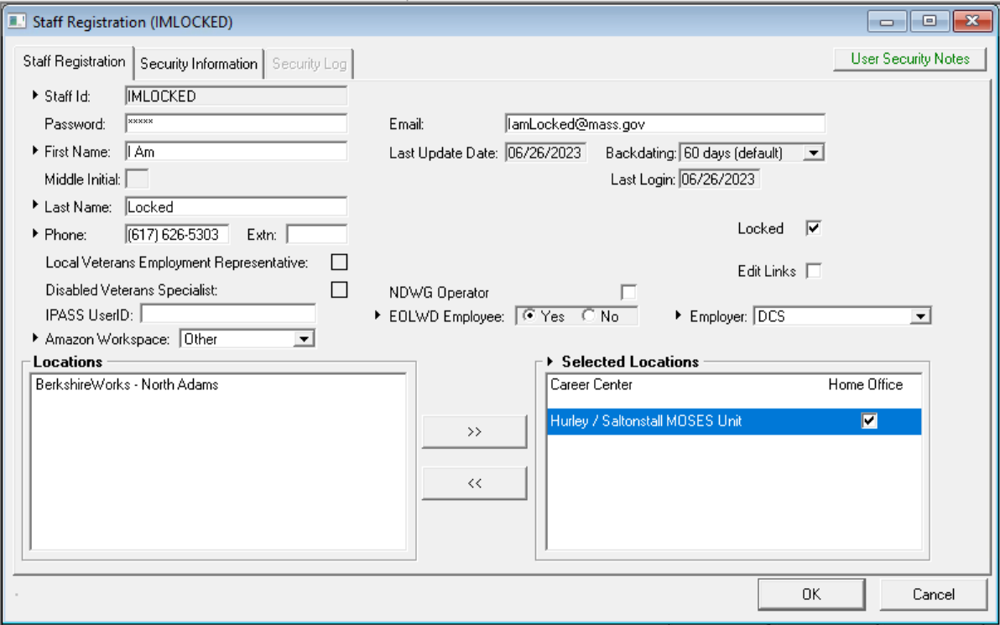 Staff Registration (IMLOCKED)
Staff Registration Security Information Security Log User Security Notes
Staff Id: IMLOCKED
Password: ***** Email: IamLocked@mass.gov
First Name: I Am Last Update Date: 06/26/2023 Backdating: 60 days (default)
Middle Initial: Last Login: 06/26/2023
Last Name: Locked
Phone: (617) 626-5303 Extn: Locked
Local Veterans Employment Representative: Edit Links
Disabled Veterans Specialist: NDWG Operator
IPASS UserID: EOLWD Employee: Yes No Employer: DCS
Amazon Workspace: Other
Locations Selected Locations
BerkshireWorks - North Adams Career Center Home Office
Hurley / Saltonstall MOSES Unit
>>
<<
OK Cancel